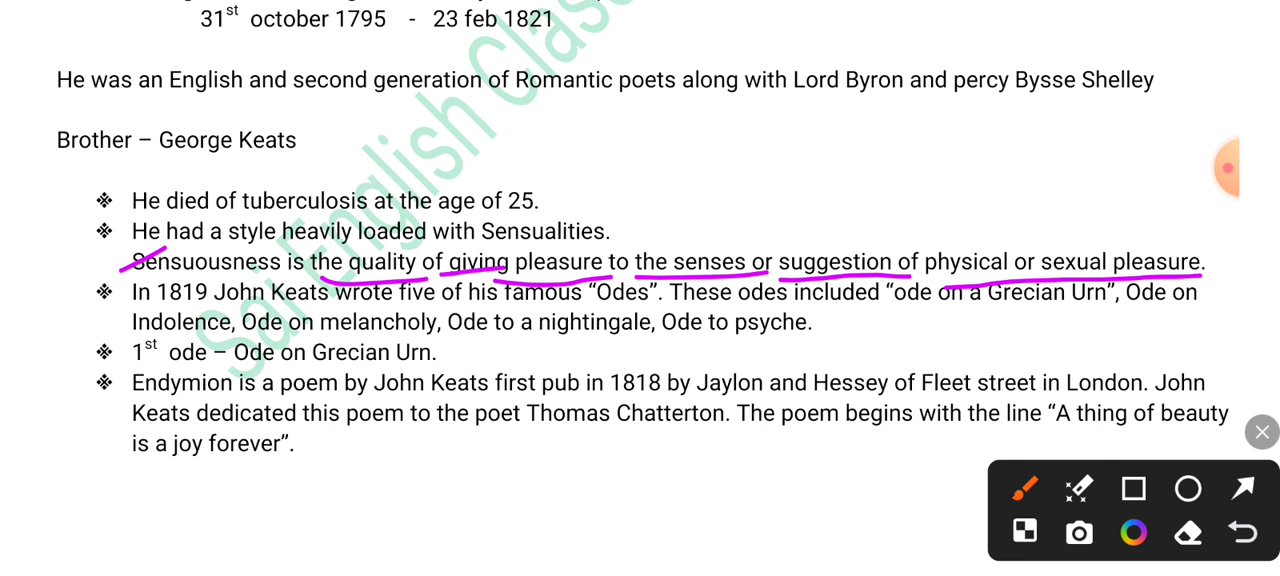 31st october 1795 - 23 feb 1821
He was an English and second generation of Romantic poets along with Lord Byron and percy Bysse Shelley
Brother – George Keats
❖ He died of tuberculosis at the age of 25.
❖ He had a style heavily loaded with Sensualities.
Sensuousness is the quality of giving pleasure to the senses or suggestion of physical or sexual pleasure.
❖ In 1819 John Keats wrote five of his famous “Odes”. These odes included “ode on a Grecian Urn”, Ode on
Indolence, Ode on melancholy, Ode to a nightingale, Ode to psyche.
❖ 1st ode – Ode on Grecian Urn.
❖ Endymion is a poem by John Keats first pub in 1818 by Jaylon and Hessey of Fleet street in London. John
Keats dedicated this poem to the poet Thomas Chatterton. The poem begins with the line “A thing of beauty
is a joy forever”.
Sai English